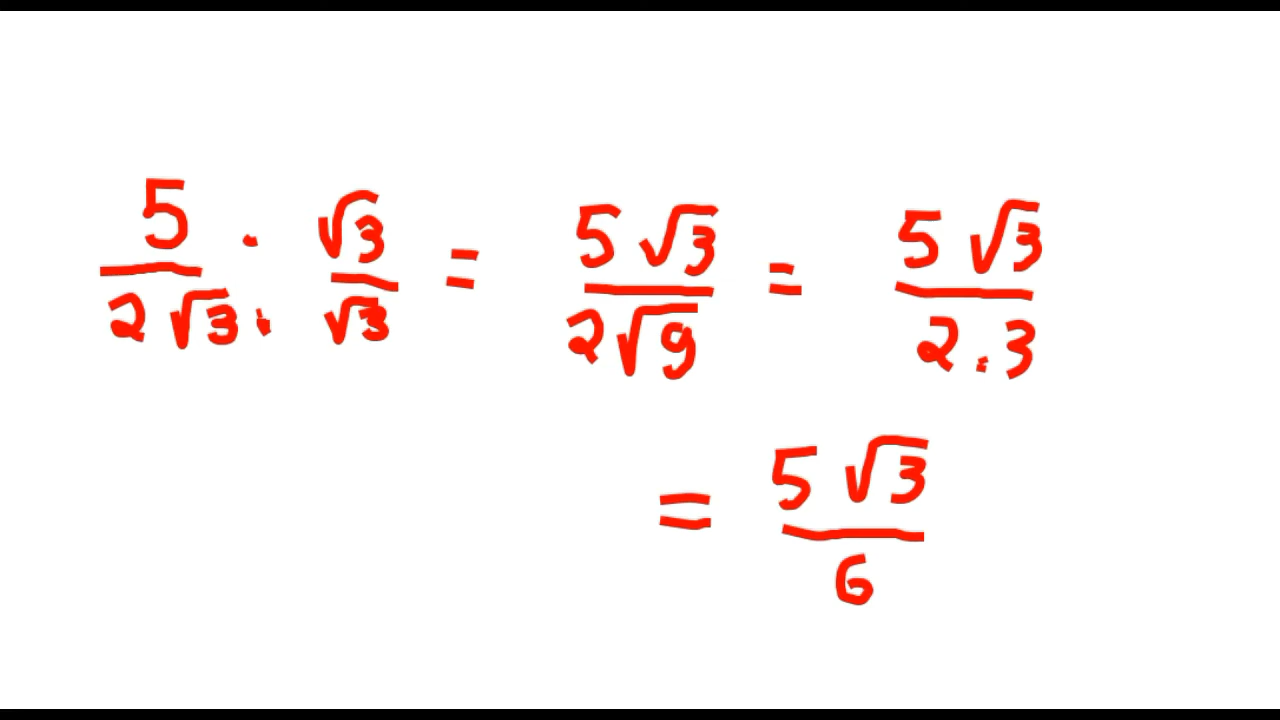 5/(2√3) · √3/√3 = 5√3/(2√9) = 5√3/(2.3)
= 5√3/6